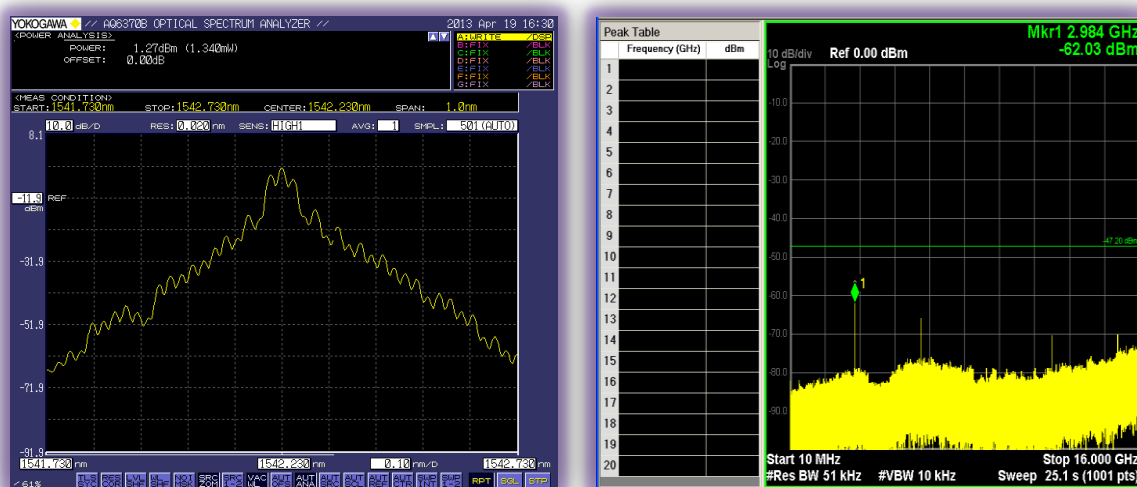 YOKOGAWA // AQ6370B OPTICAL SPECTRUM ANALYZER // 2013 Apr 19 16:30
<POWER ANALYSIS>
POWER: 1.27dBm (1.340mW)
OFFSET: 0.00dB
A:WRITE /DSP
B:FIX /BLK
C:FIX /BLK
D:FIX /BLK
E:FIX /BLK
F:FIX /BLK
G:FIX /BLK
<MEAS CONDITION>
START:1541.730nm STOP:1542.730nm CENTER:1542.230nm SPAN: 1.0nm
10.0 dB/D RES: 0.020 nm SENS: HIGH1 AVG: 1 SMPL: 501(AUTO)
8.1
-11.9 REF
dBm
-31.9
-51.9
-71.9
-91.9
1541.730 nm 1542.230 nm 0.10 nm/D 1542.730 nm
/61% RPT SGL STP
Peak Table
Frequency (GHz) dBm
1
2
3
4
5
6
7
8
9
10
11
12
13
14
15
16
17
18
19
20
Mkr1 2.984 GHz
-62.03 dBm
10 dB/div Ref 0.00 dBm
Log
-10.0
-20.0
-30.0
-40.0
-47.20 dBm
-50.0
1
-60.0
-70.0
-80.0
-90.0
Start 10 MHz Stop 16.000 GHz
#Res BW 51 kHz #VBW 10 kHz Sweep 25.1 s (1001 pts)